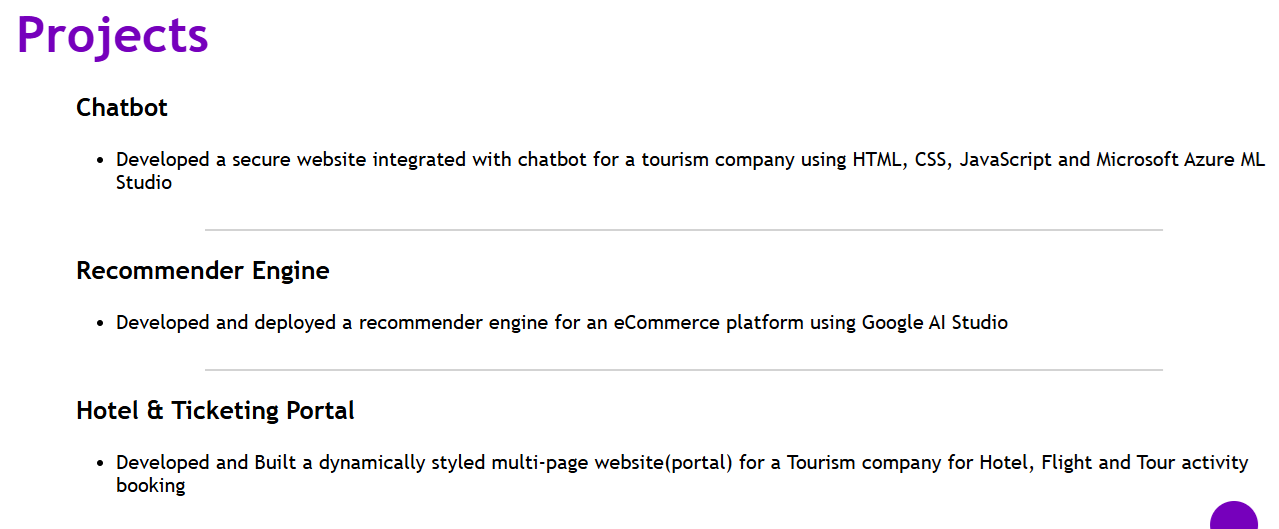 Projects
Chatbot
• Developed a secure website integrated with chatbot for a tourism company using HTML, CSS, JavaScript and Microsoft Azure ML
Studio
Recommender Engine
• Developed and deployed a recommender engine for an eCommerce platform using Google AI Studio
Hotel & Ticketing Portal
• Developed and Built a dynamically styled multi-page website(portal) for a Tourism company for Hotel, Flight and Tour activity
booking